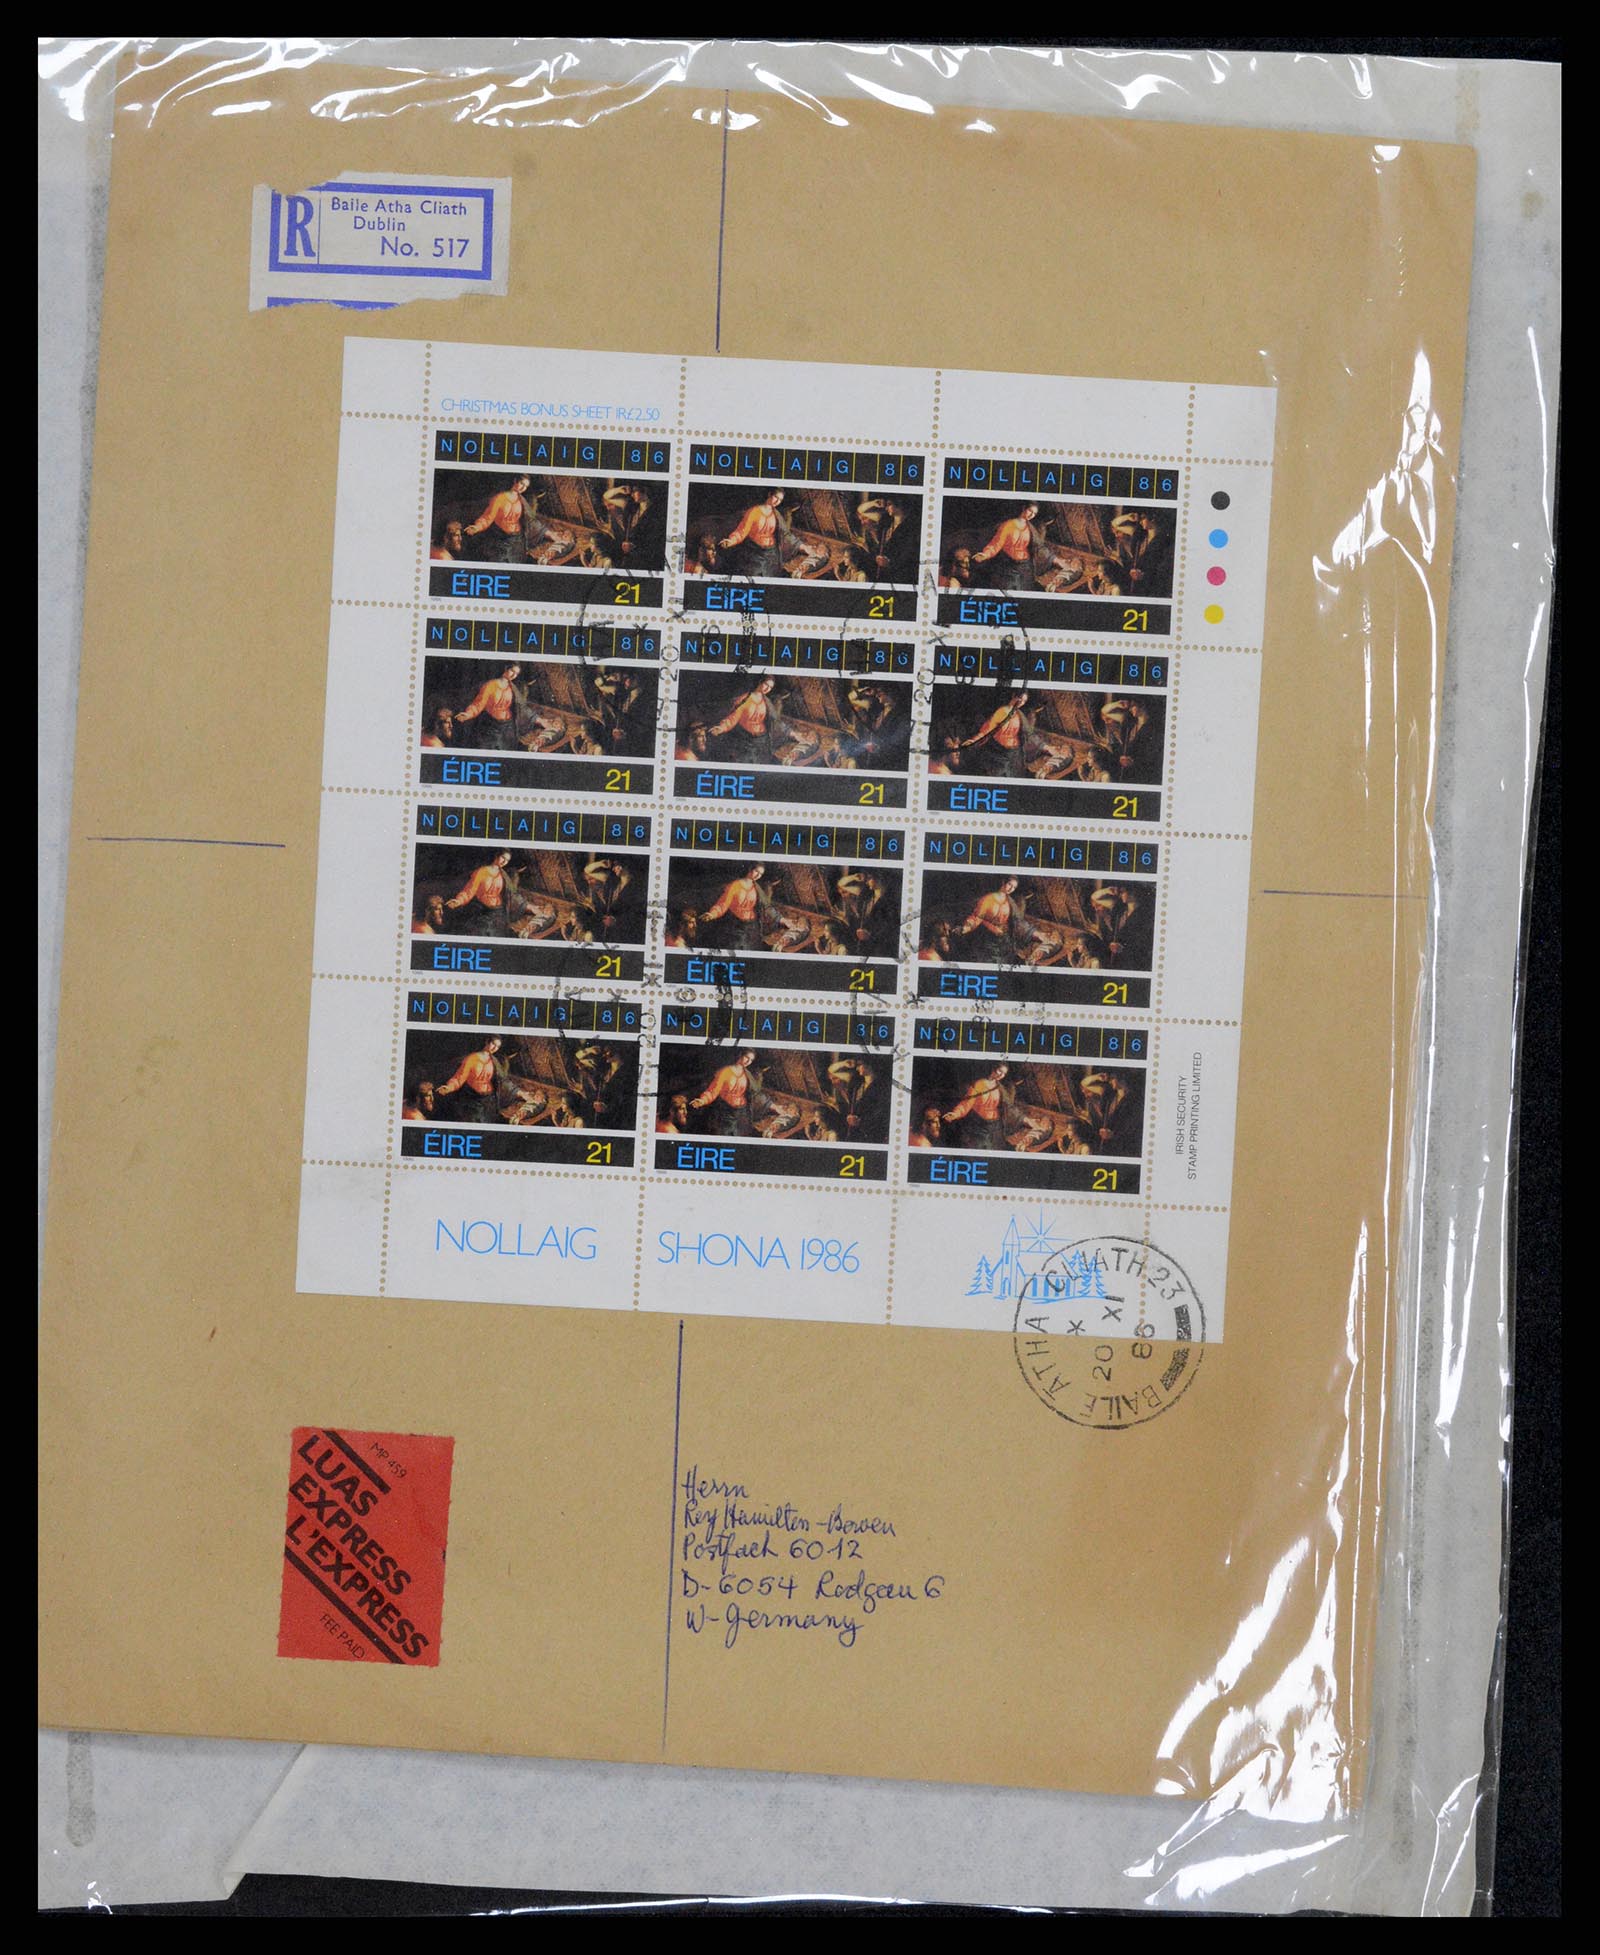 R
Baile Atha Cliath
Dublin
No. 517
CHRISTMAS BONUS SHEET IR£2.50
NOLLAIG 86
ÉIRE 21
NOLLAIG 86
ÉIRE 21
NOLLAIG 86
ÉIRE 21
NOLLAIG 86
ÉIRE 21
NOLLAIG 86
ÉIRE 21
NOLLAIG 86
ÉIRE 21
NOLLAIG 86
ÉIRE 21
NOLLAIG 86
ÉIRE 21
NOLLAIG 86
ÉIRE 21
NOLLAIG 86
ÉIRE 21
NOLLAIG 86
ÉIRE 21
NOLLAIG 86
ÉIRE 21
IRISH SECURITY
STAMP PRINTING LIMITED
NOLLAIG SHONA 1986
BAILE ÁTHA CLIATH 23
20 XI 86
MP 459
LUAS
EXPRESS
L'EXPRESS
FEE PAID
Herrn
Hamilton-Bowen
Postfach 6012
D-6054 Rodgau 6
W-Germany